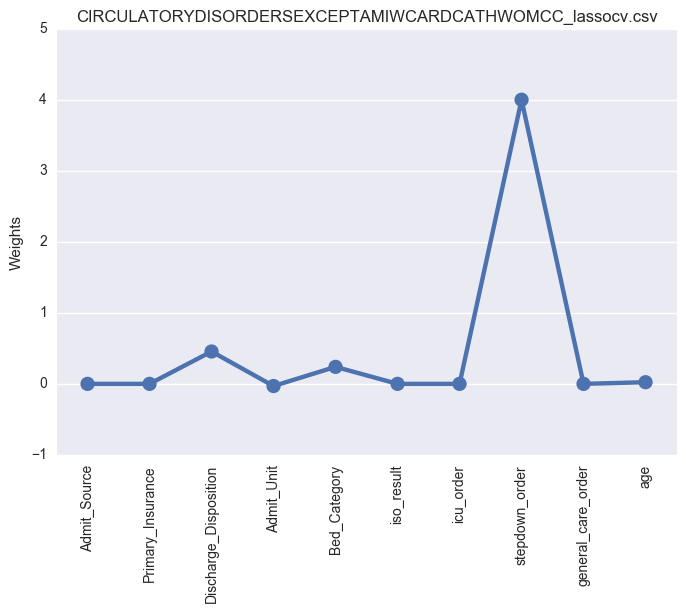 CIRCULATORYDISORDERSEXCEPTAMIWCARDCATHWOMCC_lassocv.csv
5
4
3
2
1
0
−1
Weights
Admit_Source
Primary_Insurance
Discharge_Disposition
Admit_Unit
Bed_Category
iso_result
icu_order
stepdown_order
general_care_order
age